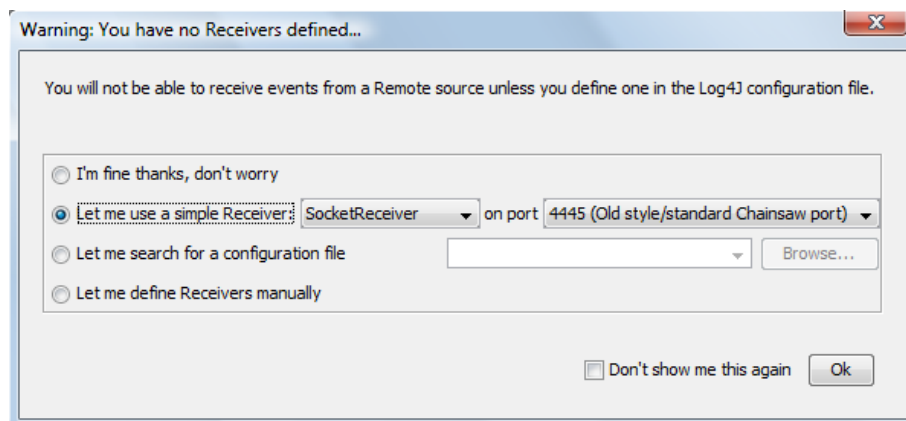 Warning: You have no Receivers defined...
You will not be able to receive events from a Remote source unless you define one in the Log4J configuration file.
I'm fine thanks, don't worry
Let me use a simple Receiver: SocketReceiver on port 4445 (Old style/standard Chainsaw port)
Let me search for a configuration file Browse...
Let me define Receivers manually
Don't show me this again Ok